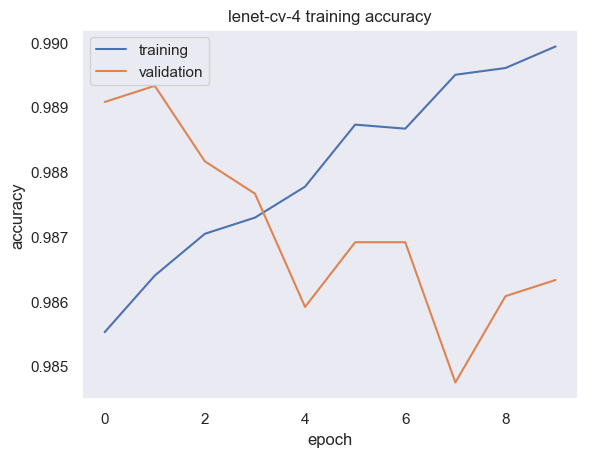 lenet-cv-4 training accuracy
training
validation
0.990
0.989
0.988
0.987
0.986
0.985
accuracy
0 2 4 6 8
epoch